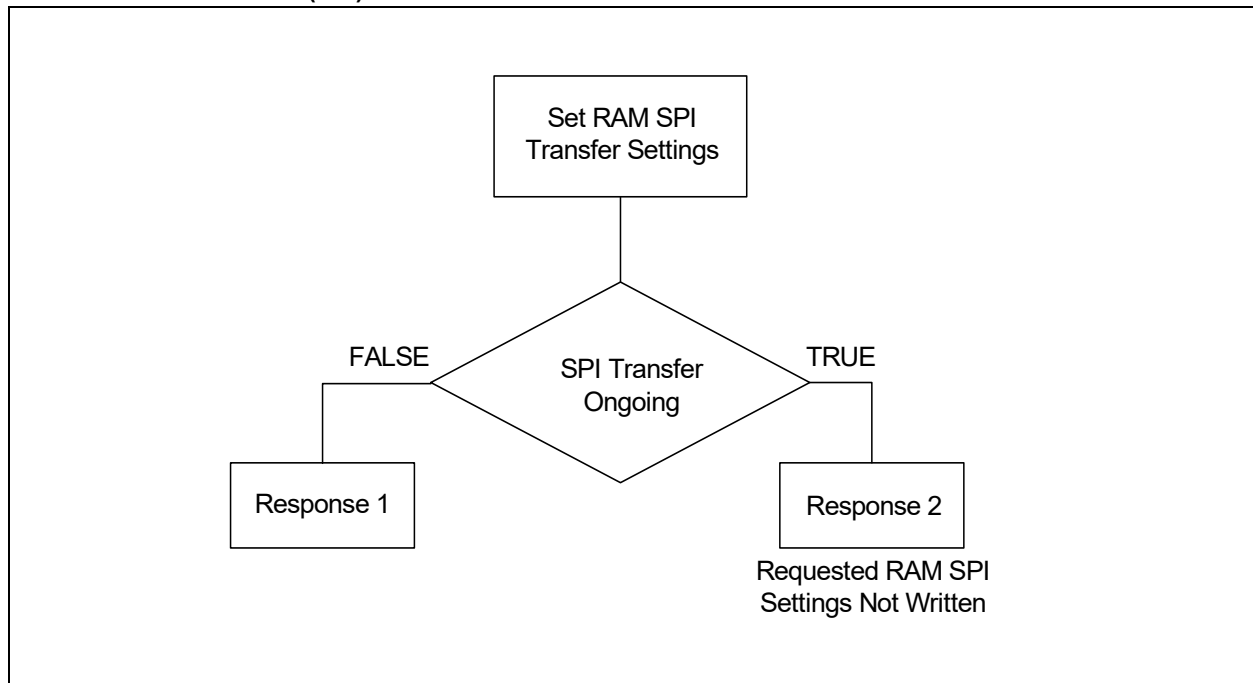 Set RAM SPI
Transfer Settings
FALSE
TRUE
SPI Transfer
Ongoing
Response 1
Response 2
Requested RAM SPI
Settings Not Written